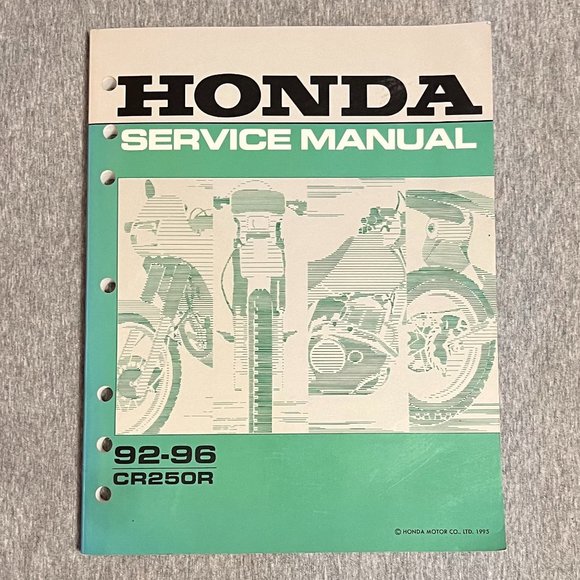 HONDA
SERVICE MANUAL
92-96
CR250R
© HONDA MOTOR CO., LTD. 1995